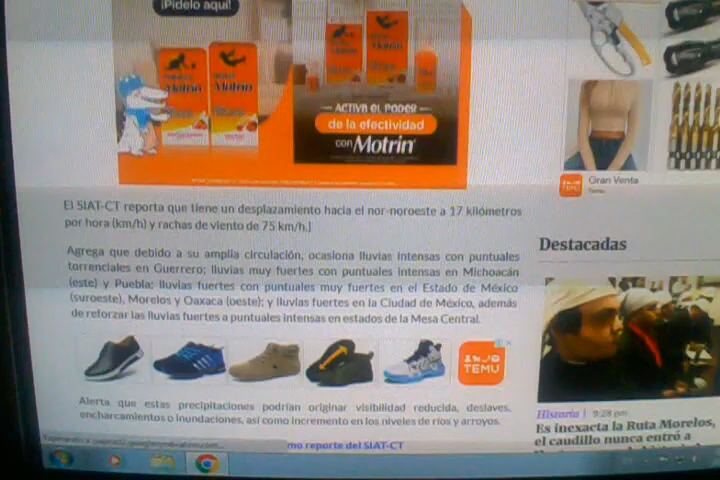 ¡Pídelo aquí!
Motrin
Motrin
ACTIVA EL PODER
de la efectividad
con Motrin
TEMU
Gran Venta
Temu
El SIAT-CT reporta que tiene un desplazamiento hacia el nor-noroeste a 17 kilómetros
por hora (km/h) y rachas de viento de 75 km/h.]
Destacadas
Agrega que debido a su amplia circulación, ocasiona lluvias intensas con puntuales
torrenciales en Guerrero; lluvias muy fuertes con puntuales intensas en Michoacán
(este) y Puebla; lluvias fuertes con puntuales muy fuertes en el Estado de México
(suroeste), Morelos y Oaxaca (oeste); y lluvias fuertes en la Ciudad de México, además
de reforzar las lluvias fuertes a puntuales intensas en estados de la Mesa Central.
TEMU
Alerta que estas precipitaciones podrían originar visibilidad reducida, deslaves,
encharcamientos o inundaciones, así como incremento en los niveles de ríos y arroyos.
Historia | 9:28 pm
Es inexacta la Ruta Morelos,
el caudillo nunca entró a
mo reporte del SIAT-CT